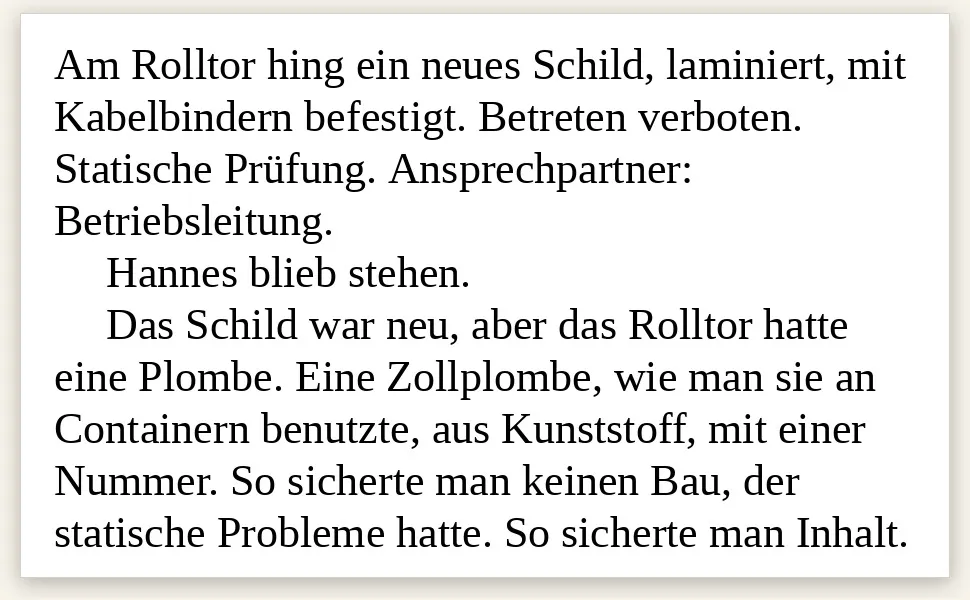 Am Rolltor hing ein neues Schild, laminiert, mit
Kabelbindern befestigt. Betreten verboten.
Statische Prüfung. Ansprechpartner:
Betriebsleitung.
Hannes blieb stehen.
Das Schild war neu, aber das Rolltor hatte
eine Plombe. Eine Zollplombe, wie man sie an
Containern benutzte, aus Kunststoff, mit einer
Nummer. So sicherte man keinen Bau, der
statische Probleme hatte. So sicherte man Inhalt.